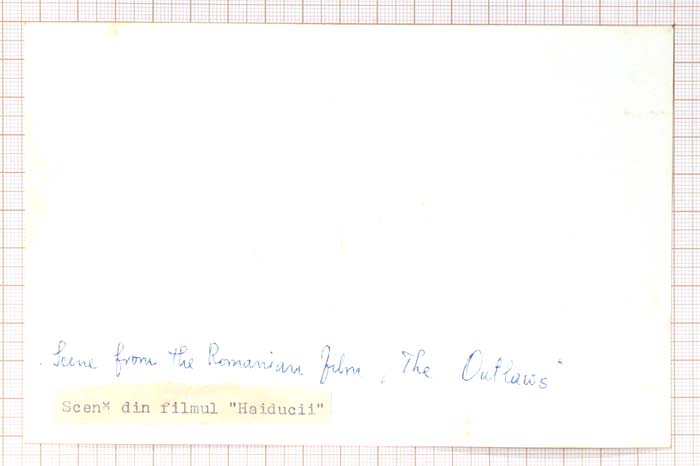 Scene from the Romanian film „The Outlaws"
Scenă din filmul "Haiducii"